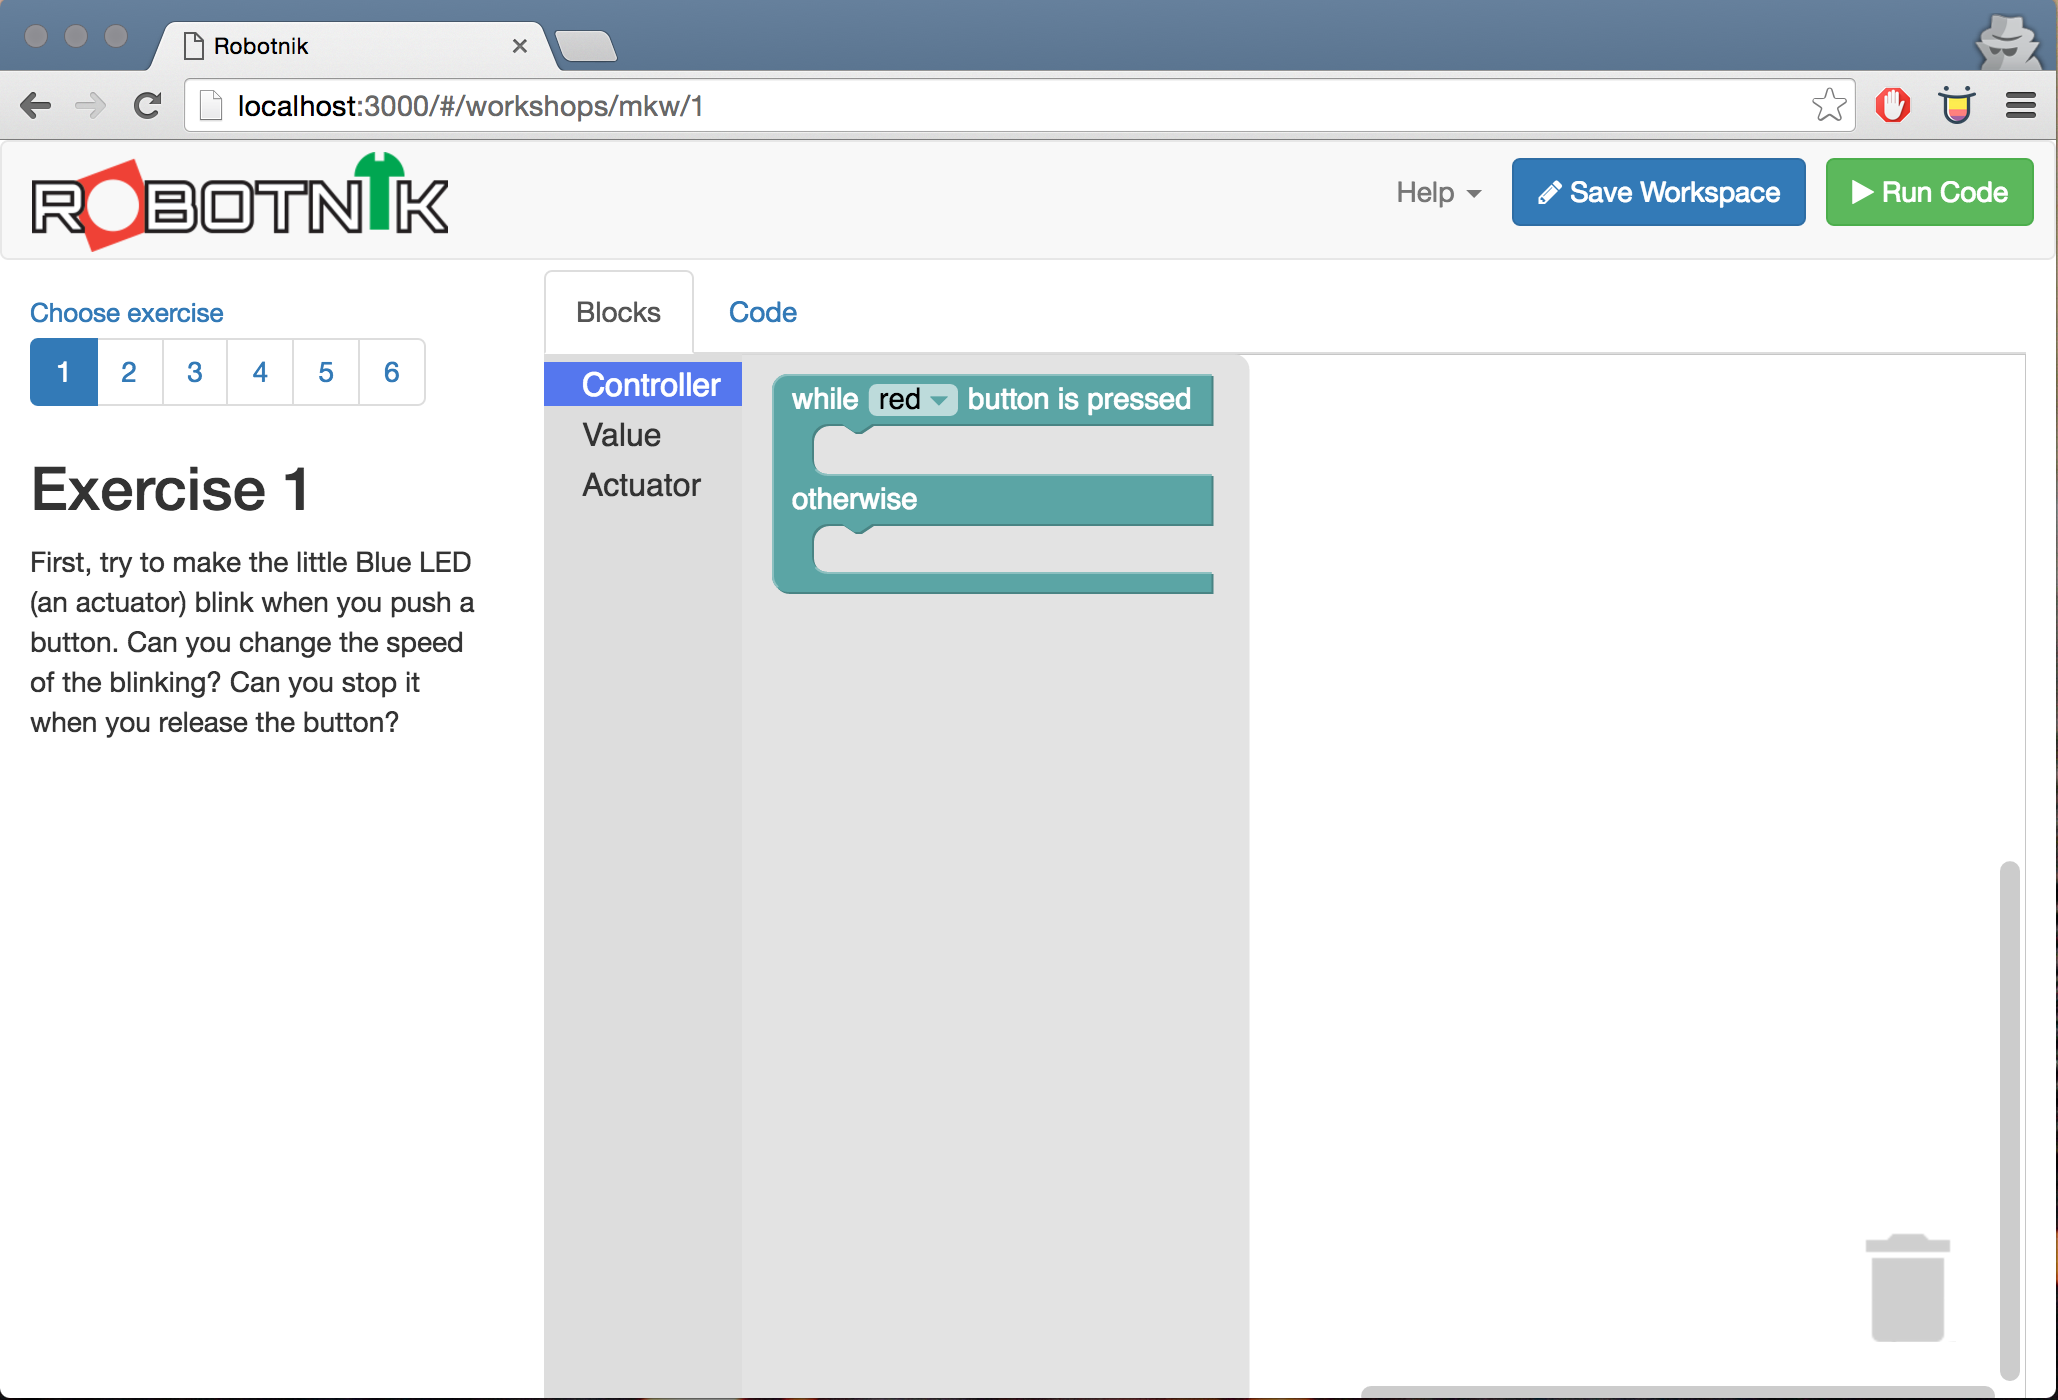 Robotnik
localhost:3000/#/workshops/mkw/1
ROBOTNIK
Help
Save Workspace
Run Code
Choose exercise
1 2 3 4 5 6
Exercise 1
First, try to make the little Blue LED
(an actuator) blink when you push a
button. Can you change the speed
of the blinking? Can you stop it
when you release the button?
Blocks
Code
Controller
Value
Actuator
while red button is pressed
otherwise